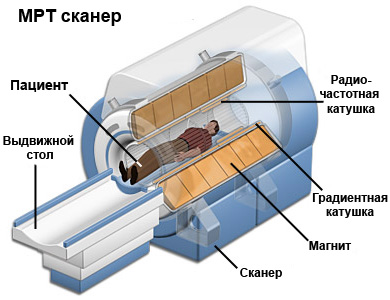 МРТ сканер
Пациент
Выдвижной
стол
Радио-
частотная
катушка
Градиентная
катушка
Магнит
Сканер